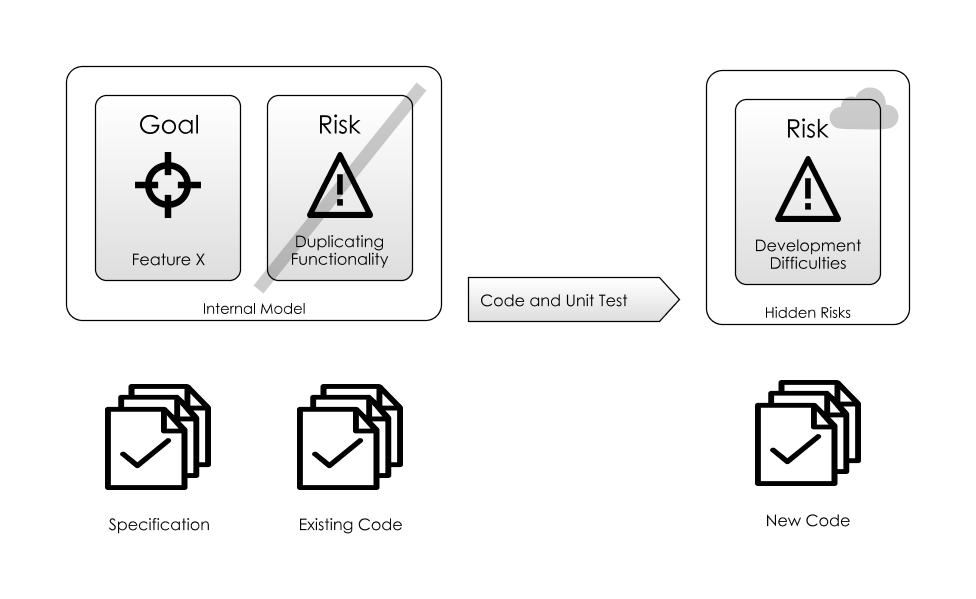 Goal
Feature X
Risk
Duplicating
Functionality
Internal Model
Code and Unit Test
Risk
Development
Difficulties
Hidden Risks
Specification
Existing Code
New Code